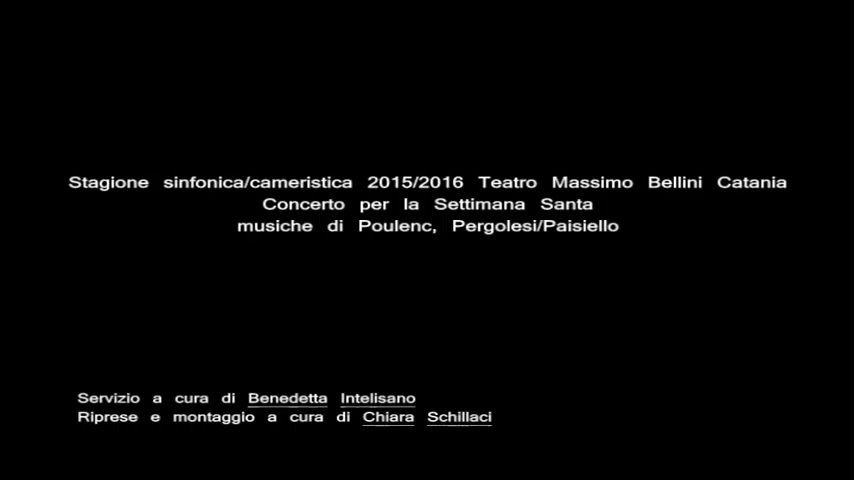 Stagione sinfonica/cameristica 2015/2016 Teatro Massimo Bellini Catania
Concerto per la Settimana Santa
musiche di Poulenc, Pergolesi/Paisiello
Servizio a cura di Benedetta Intelisano
Riprese e montaggio a cura di Chiara Schillaci